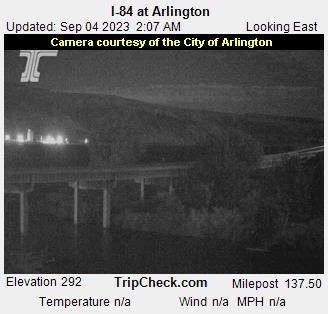 I-84 at Arlington
Updated: Sep 04 2023 2:07 AM Looking East
Camera courtesy of the City of Arlington
Elevation 292 TripCheck.com Milepost 137.50
Temperature n/a Wind n/a MPH n/a